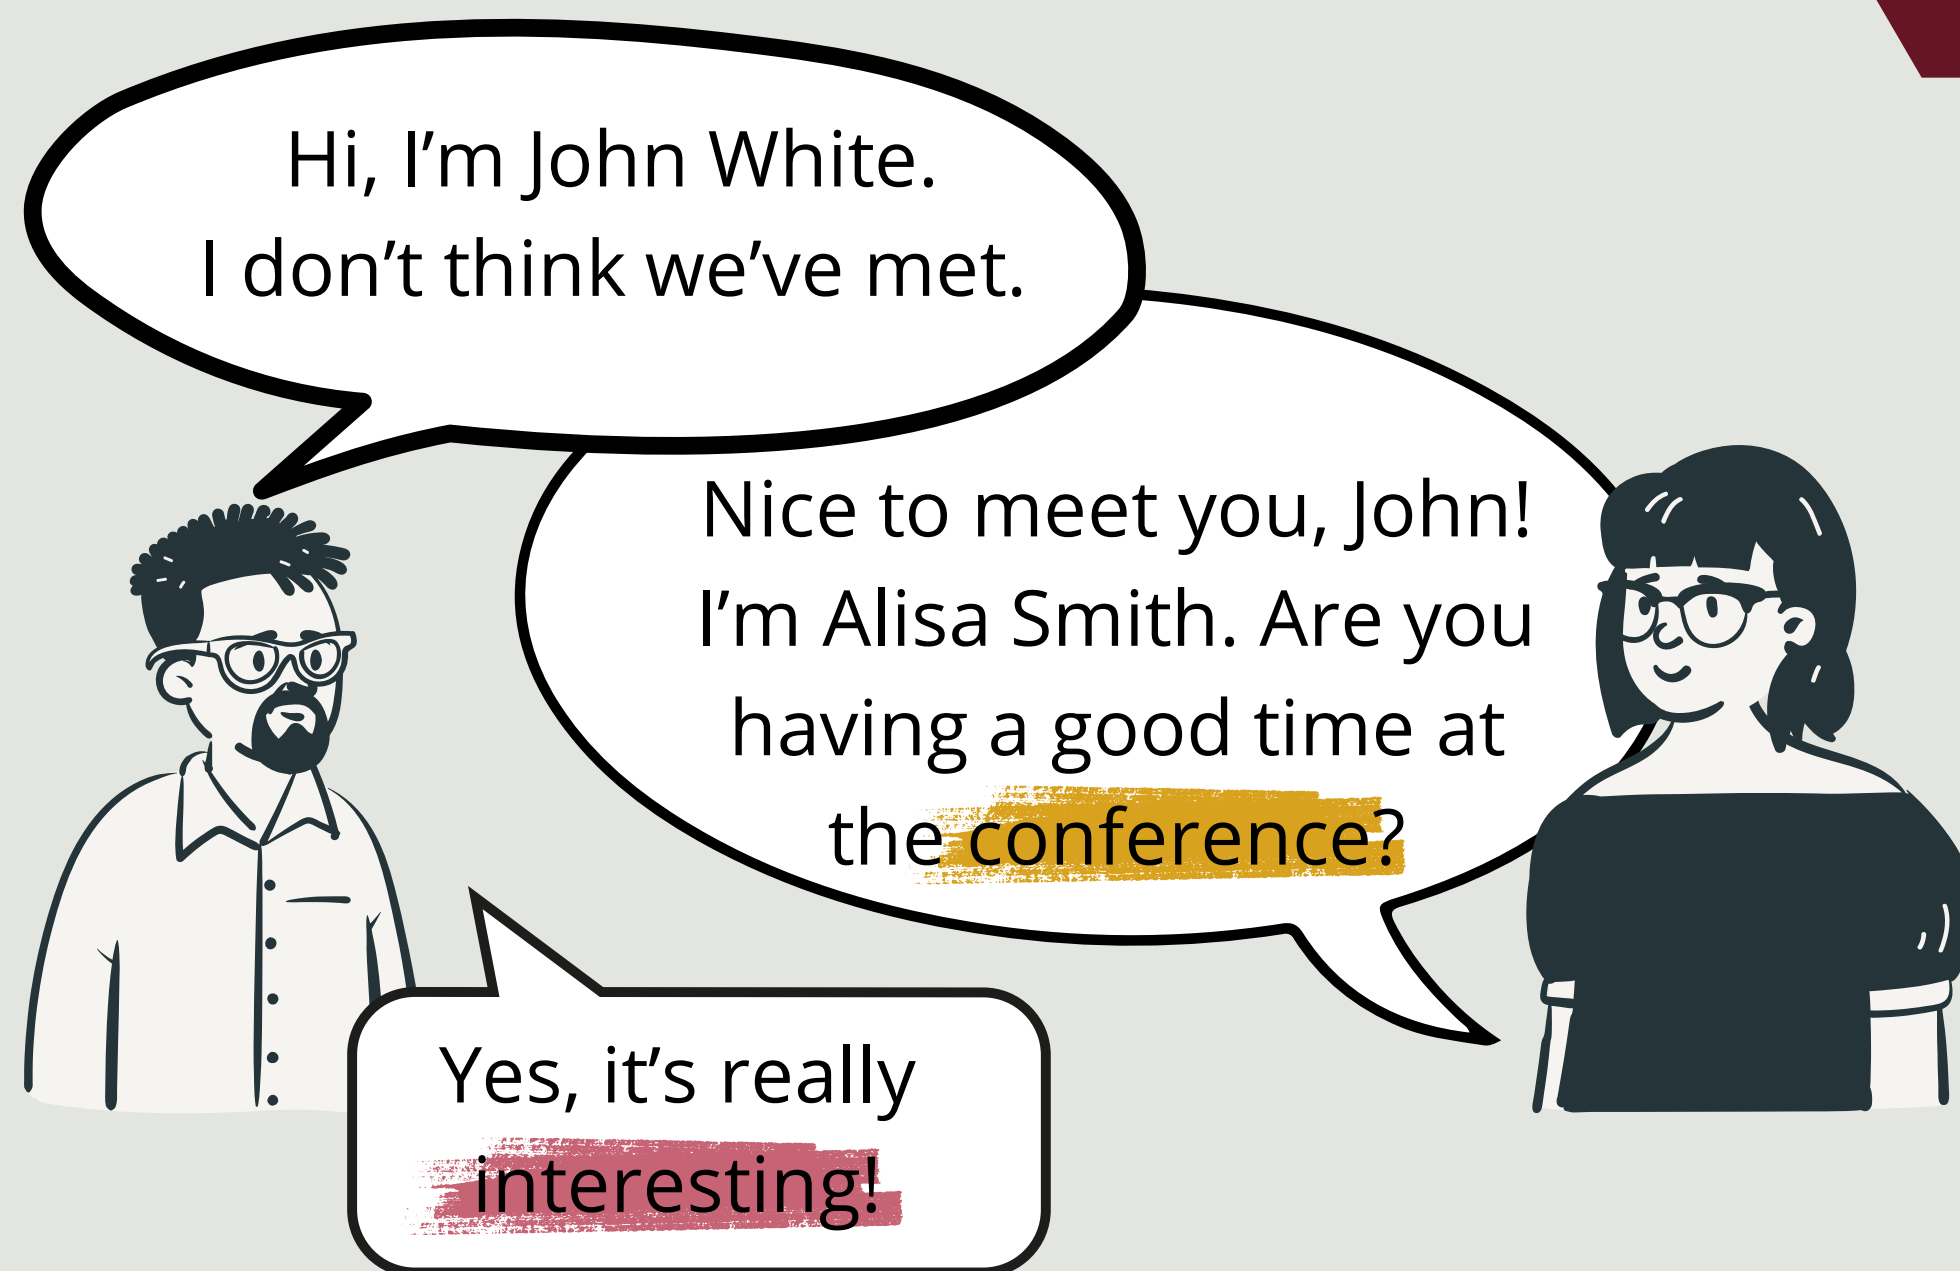 Hi, I’m John White.
I don’t think we’ve met.
Nice to meet you, John!
I’m Alisa Smith. Are you
having a good time at
the conference?
Yes, it’s really
interesting!